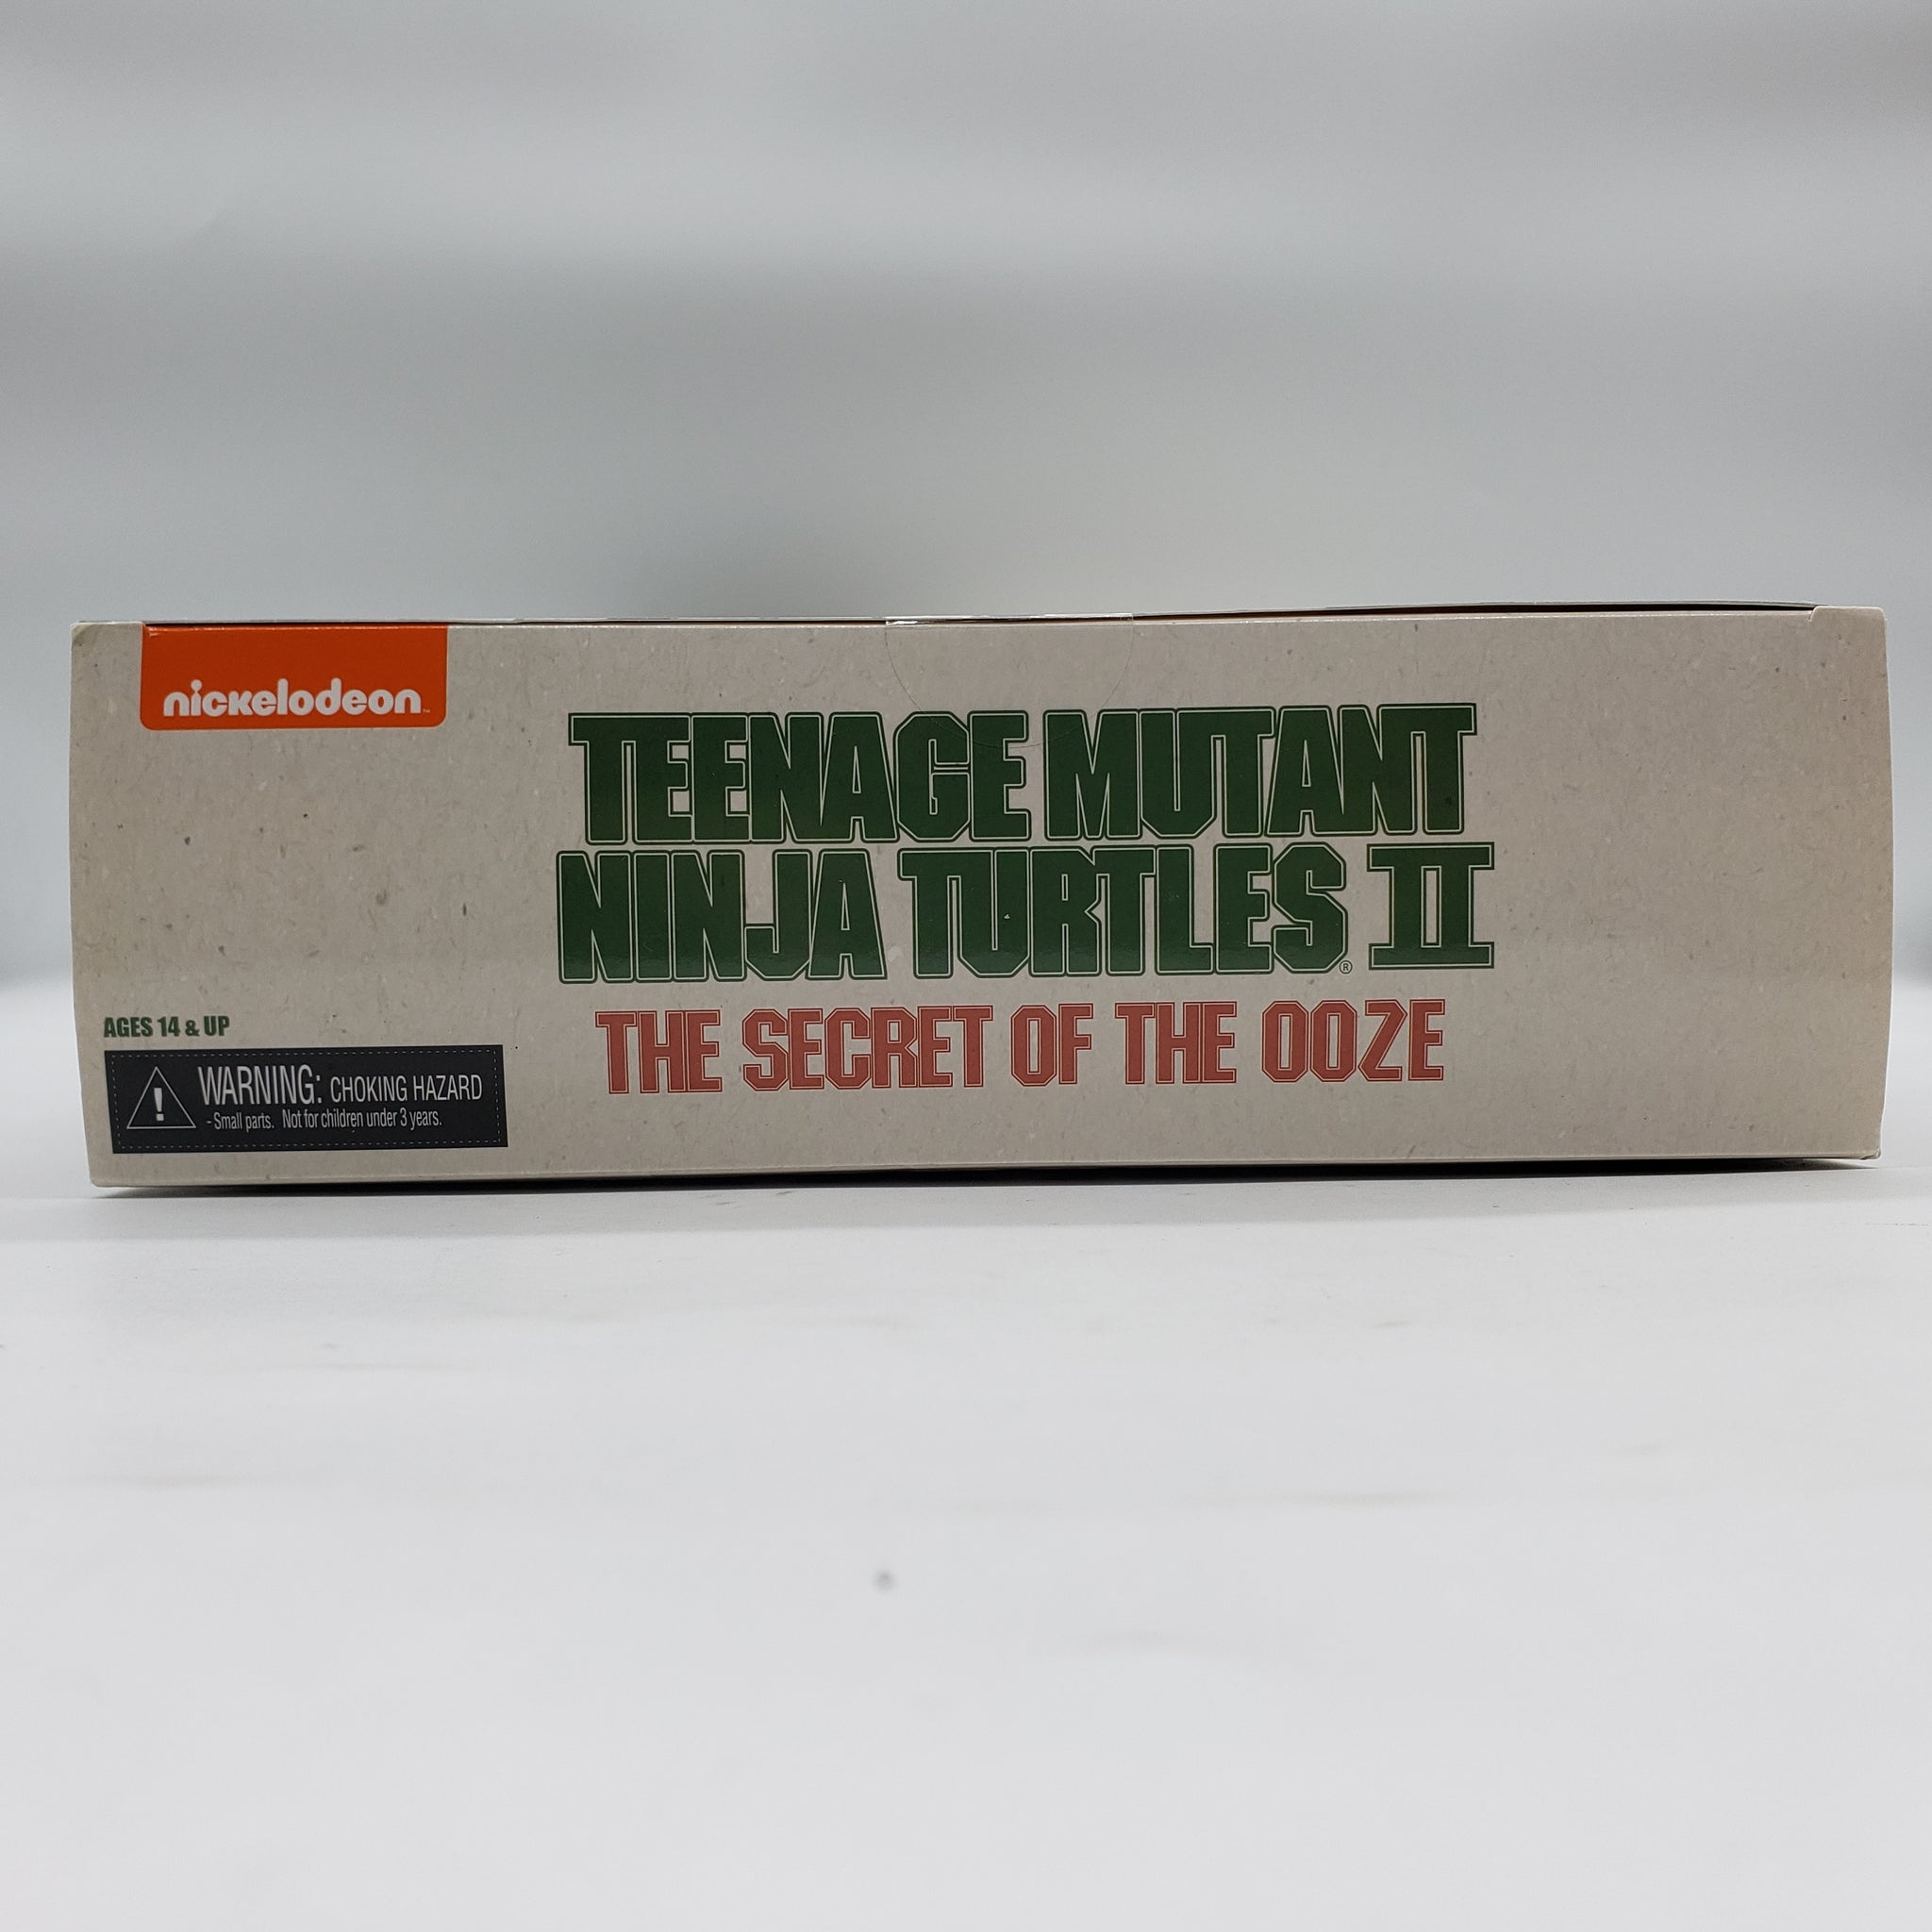 nickelodeon™
TEENAGE MUTANT
NINJA TURTLES® II
THE SECRET OF THE OOZE
AGES 14 & UP
! WARNING: CHOKING HAZARD
- Small parts. Not for children under 3 years.